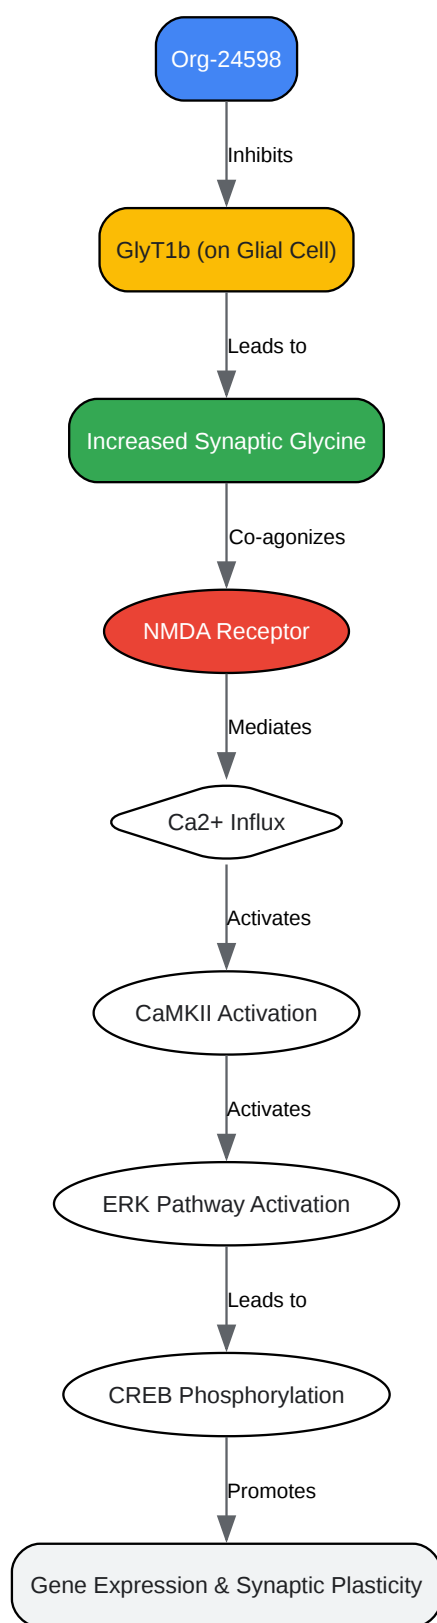 Org-24598
Inhibits
GlyT1b (on Glial Cell)
Leads to
Increased Synaptic Glycine
Co-agonizes
NMDA Receptor
Mediates
Ca2+ Influx
Activates
CaMKII Activation
Activates
ERK Pathway Activation
Leads to
CREB Phosphorylation
Promotes
Gene Expression & Synaptic Plasticity